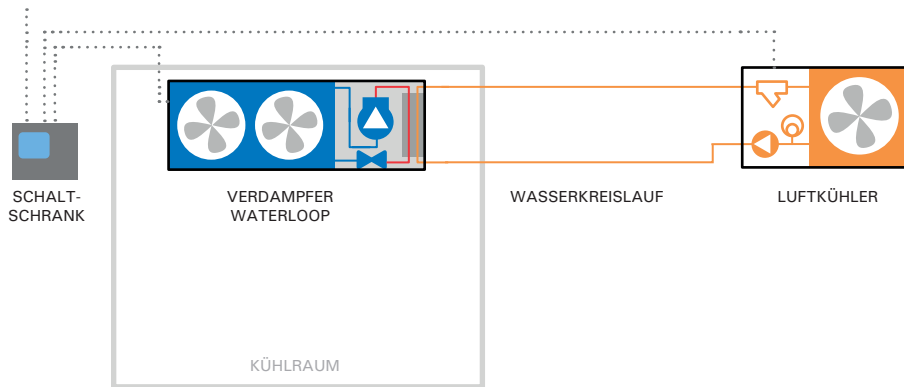 SCHALT-
SCHRANK
VERDAMPFER
WATERLOOP
WASSERKREISLAUF
LUFTKÜHLER
KÜHLRAUM